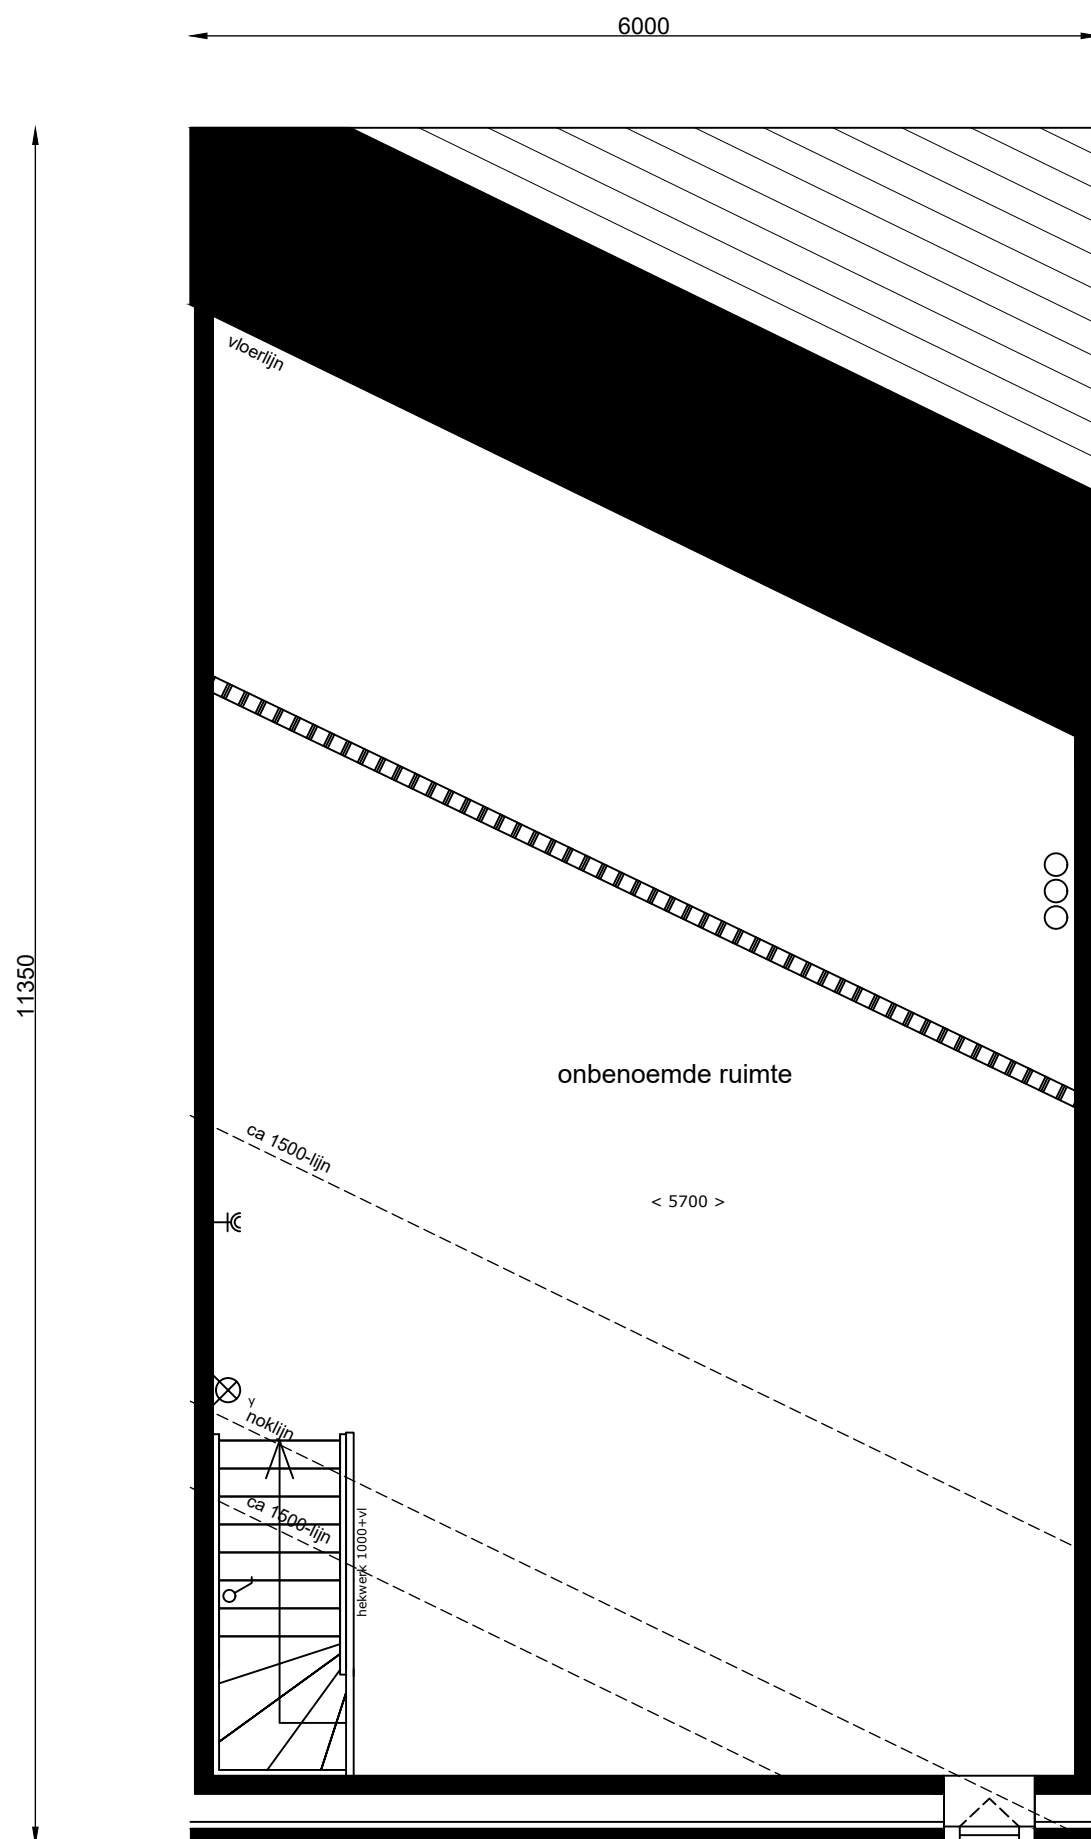 6000
vloerlijn
11350
onbenoemde ruimte
ca 1500-lijn
< 5700 >
y
noklijn
ca 1500-lijn
hekwerk 1000+vl